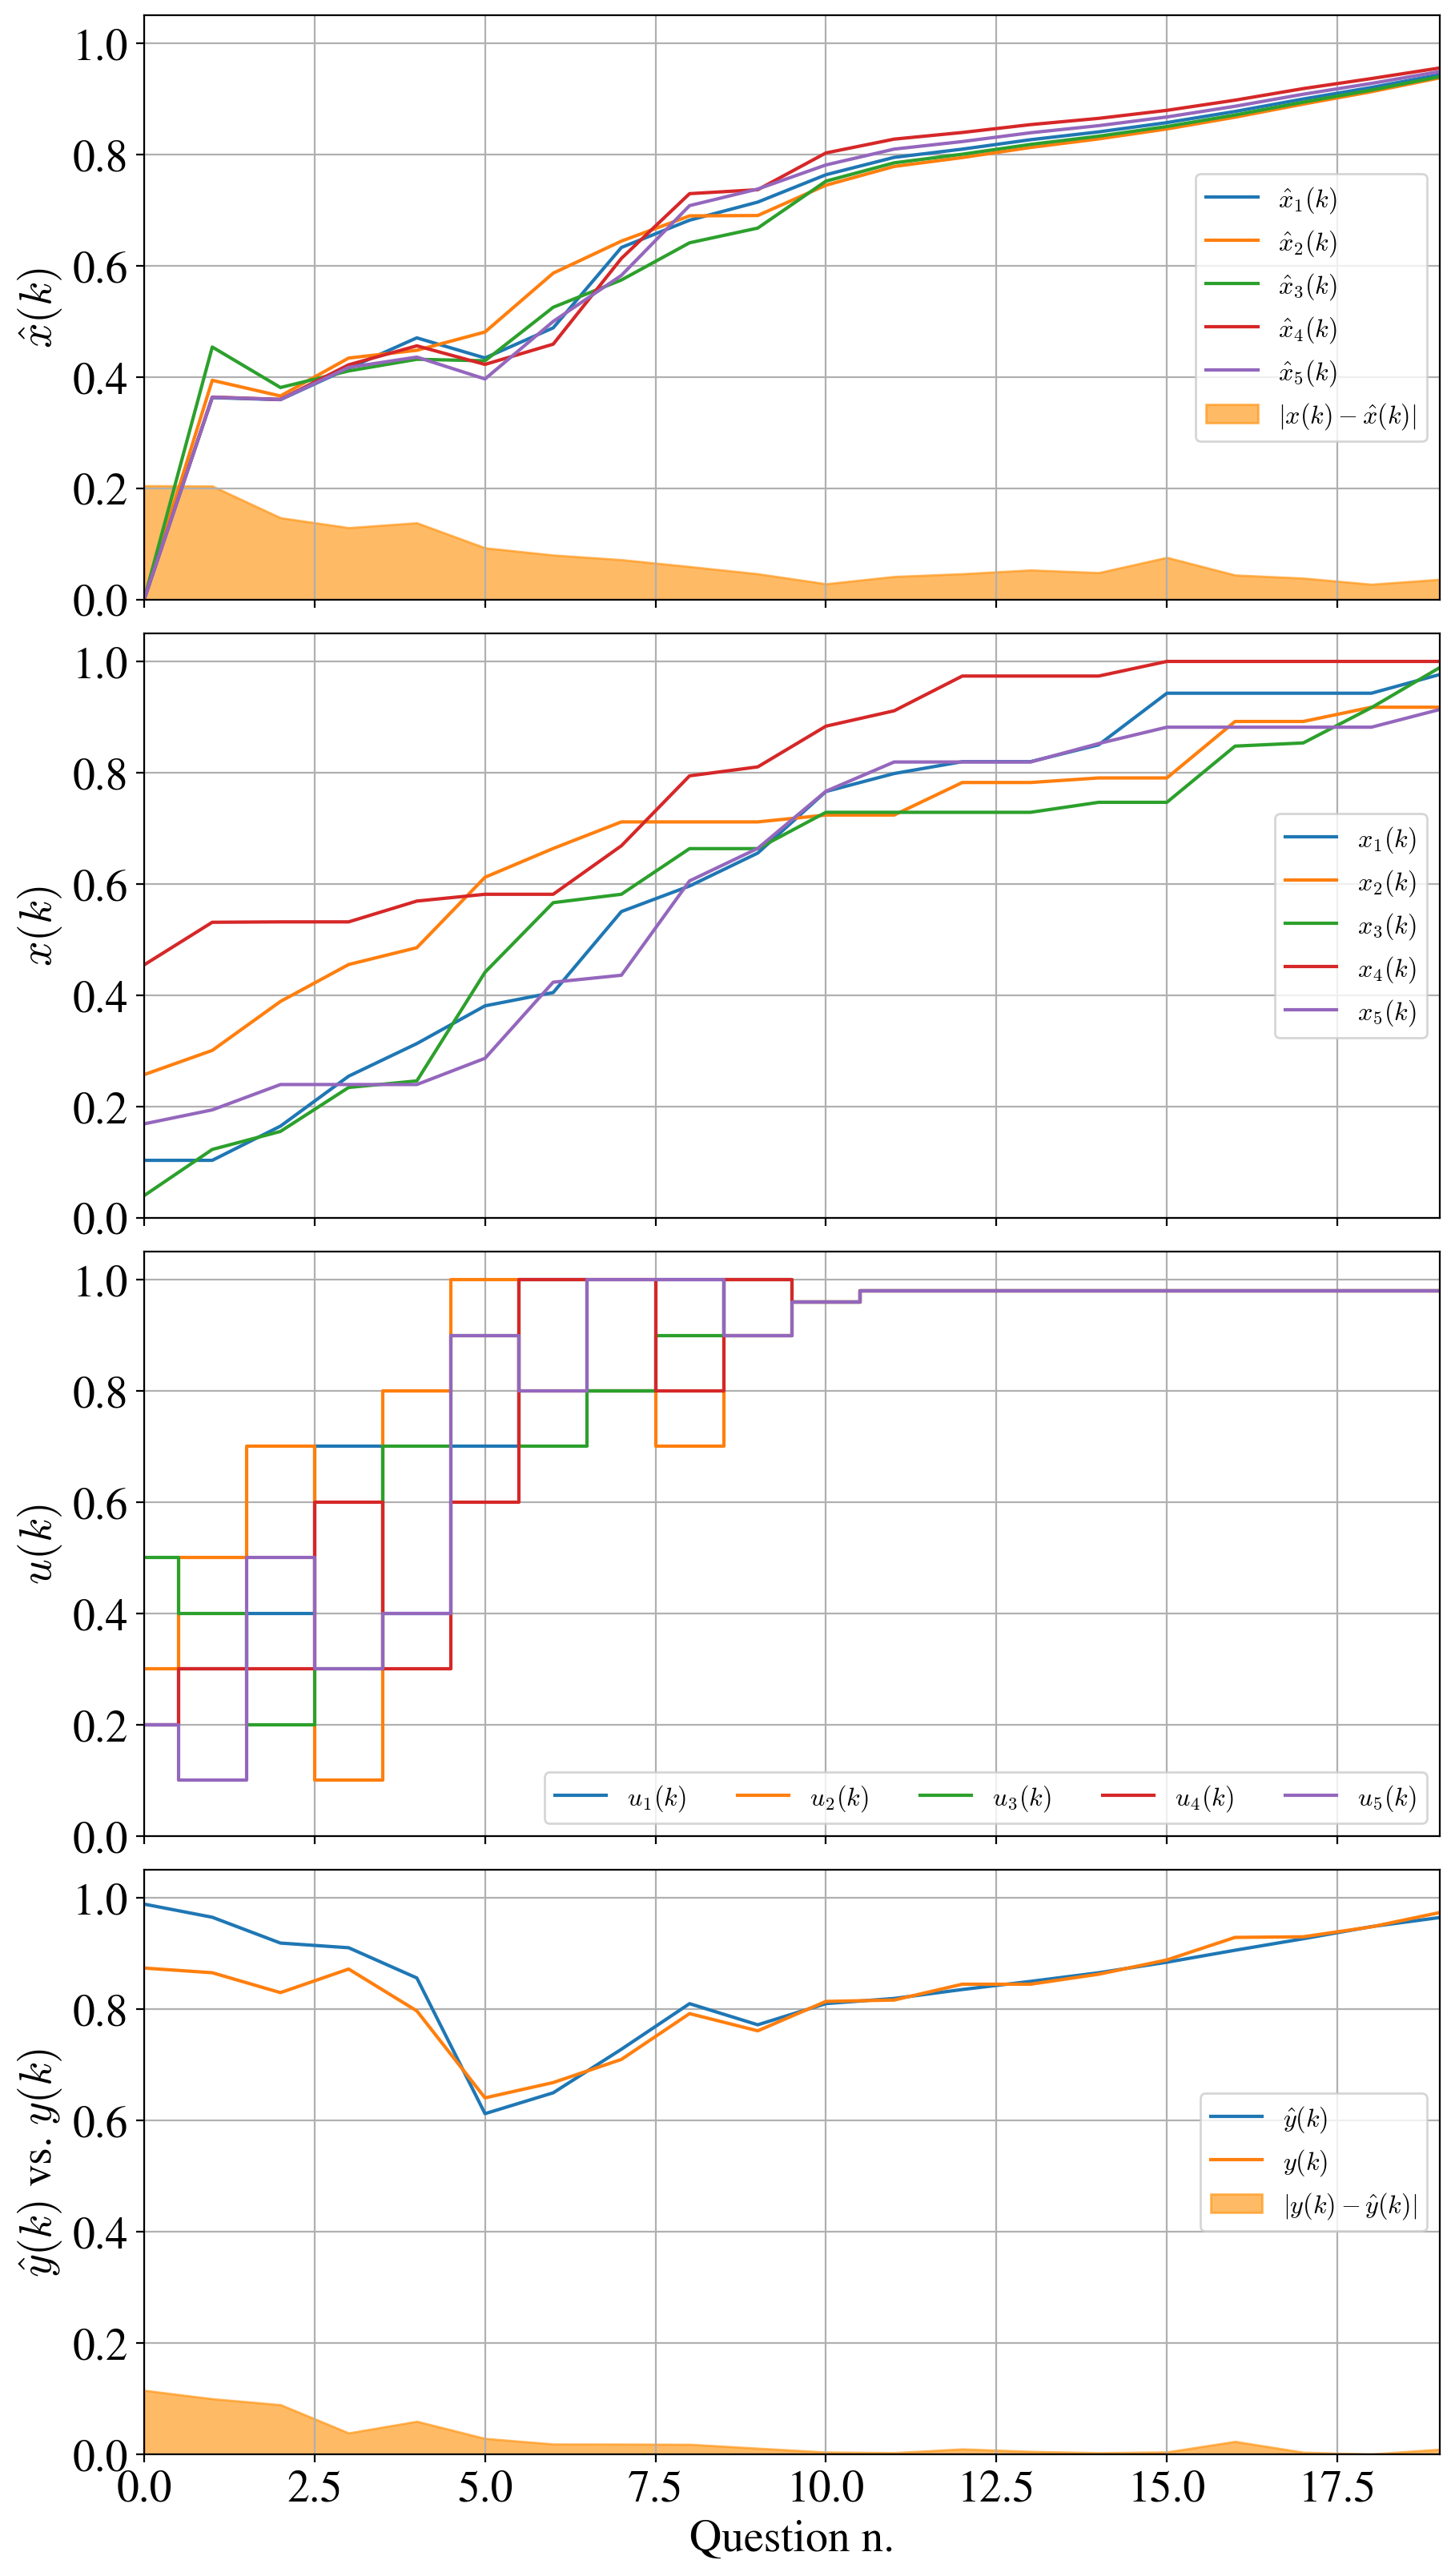 1.0
0.8
0.6
0.4
0.2
0.0
x̂(k)
x̂₁(k)
x̂₂(k)
x̂₃(k)
x̂₄(k)
x̂₅(k)
|x(k) − x̂(k)|
1.0
0.8
0.6
0.4
0.2
0.0
x(k)
x₁(k)
x₂(k)
x₃(k)
x₄(k)
x₅(k)
1.0
0.8
0.6
0.4
0.2
0.0
u(k)
u₁(k) u₂(k) u₃(k) u₄(k) u₅(k)
1.0
0.8
0.6
0.4
0.2
0.0
ŷ(k) vs. y(k)
ŷ(k)
y(k)
|y(k) − ŷ(k)|
0.0 2.5 5.0 7.5 10.0 12.5 15.0 17.5
Question n.